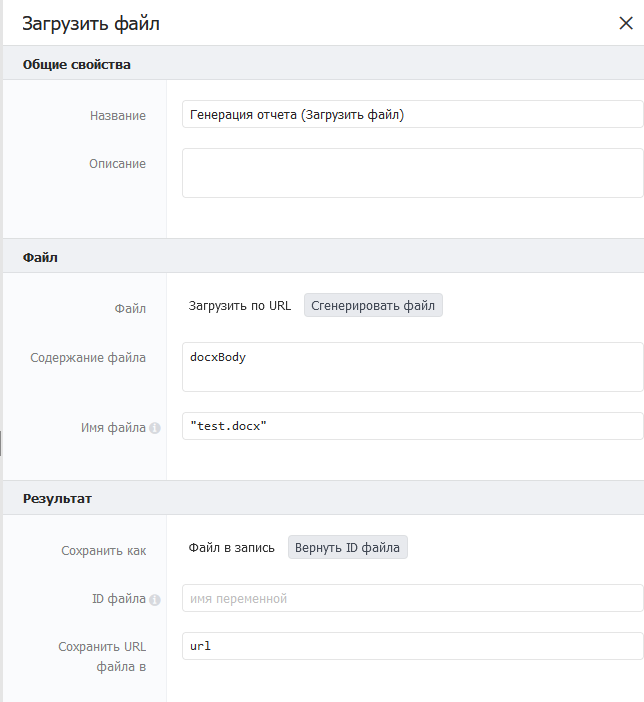 Загрузить файл
Общие свойства
Название
Генерация отчета (Загрузить файл)
Описание
Файл
Файл
Загрузить по URL Сгенерировать файл
Содержание файла
docxBody
Имя файла
"test.docx"
Результат
Сохранить как
Файл в запись Вернуть ID файла
ID файла
имя переменной
Сохранить URL
файла в
url